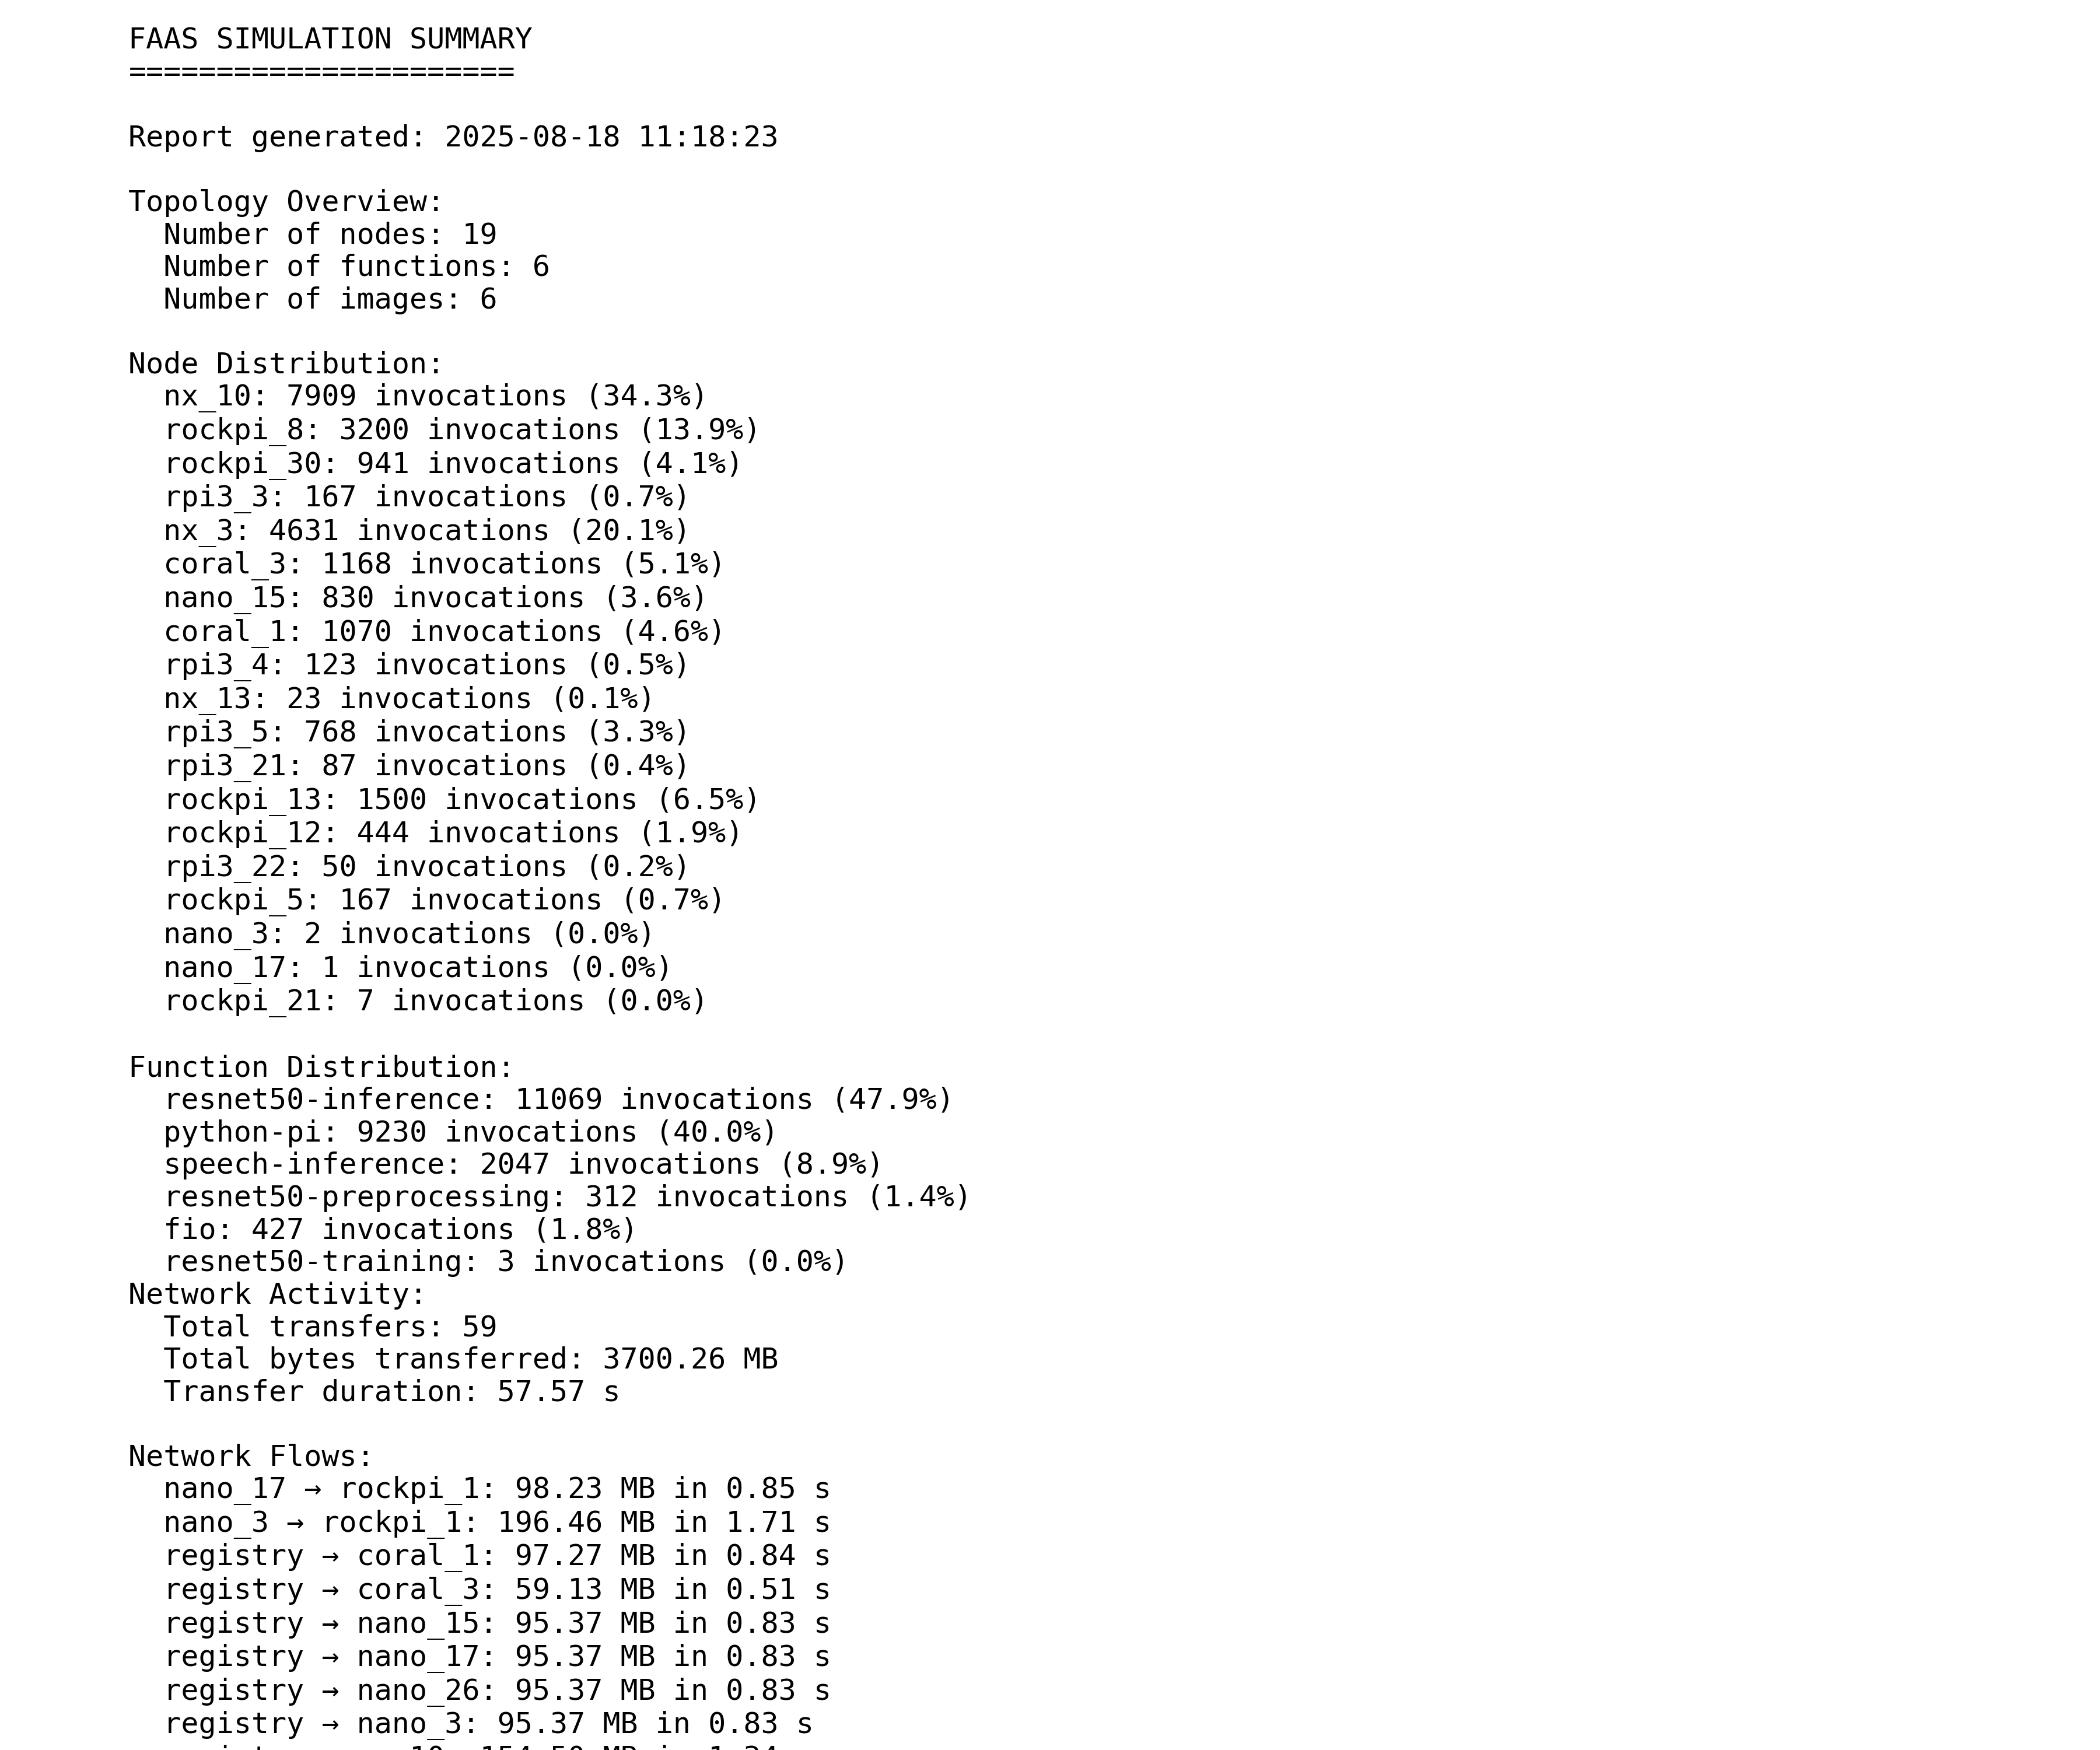 FAAS SIMULATION SUMMARY
======================
Report generated: 2025-08-18 11:18:23
Topology Overview:
Number of nodes: 19
Number of functions: 6
Number of images: 6
Node Distribution:
nx_10: 7909 invocations (34.3%)
rockpi_8: 3200 invocations (13.9%)
rockpi_30: 941 invocations (4.1%)
rpi3_3: 167 invocations (0.7%)
nx_3: 4631 invocations (20.1%)
coral_3: 1168 invocations (5.1%)
nano_15: 830 invocations (3.6%)
coral_1: 1070 invocations (4.6%)
rpi3_4: 123 invocations (0.5%)
nx_13: 23 invocations (0.1%)
rpi3_5: 768 invocations (3.3%)
rpi3_21: 87 invocations (0.4%)
rockpi_13: 1500 invocations (6.5%)
rockpi_12: 444 invocations (1.9%)
rpi3_22: 50 invocations (0.2%)
rockpi_5: 167 invocations (0.7%)
nano_3: 2 invocations (0.0%)
nano_17: 1 invocations (0.0%)
rockpi_21: 7 invocations (0.0%)
Function Distribution:
resnet50-inference: 11069 invocations (47.9%)
python-pi: 9230 invocations (40.0%)
speech-inference: 2047 invocations (8.9%)
resnet50-preprocessing: 312 invocations (1.4%)
fio: 427 invocations (1.8%)
resnet50-training: 3 invocations (0.0%)
Network Activity:
Total transfers: 59
Total bytes transferred: 3700.26 MB
Transfer duration: 57.57 s
Network Flows:
nano_17 → rockpi_1: 98.23 MB in 0.85 s
nano_3 → rockpi_1: 196.46 MB in 1.71 s
registry → coral_1: 97.27 MB in 0.84 s
registry → coral_3: 59.13 MB in 0.51 s
registry → nano_15: 95.37 MB in 0.83 s
registry → nano_17: 95.37 MB in 0.83 s
registry → nano_26: 95.37 MB in 0.83 s
registry → nano_3: 95.37 MB in 0.83 s